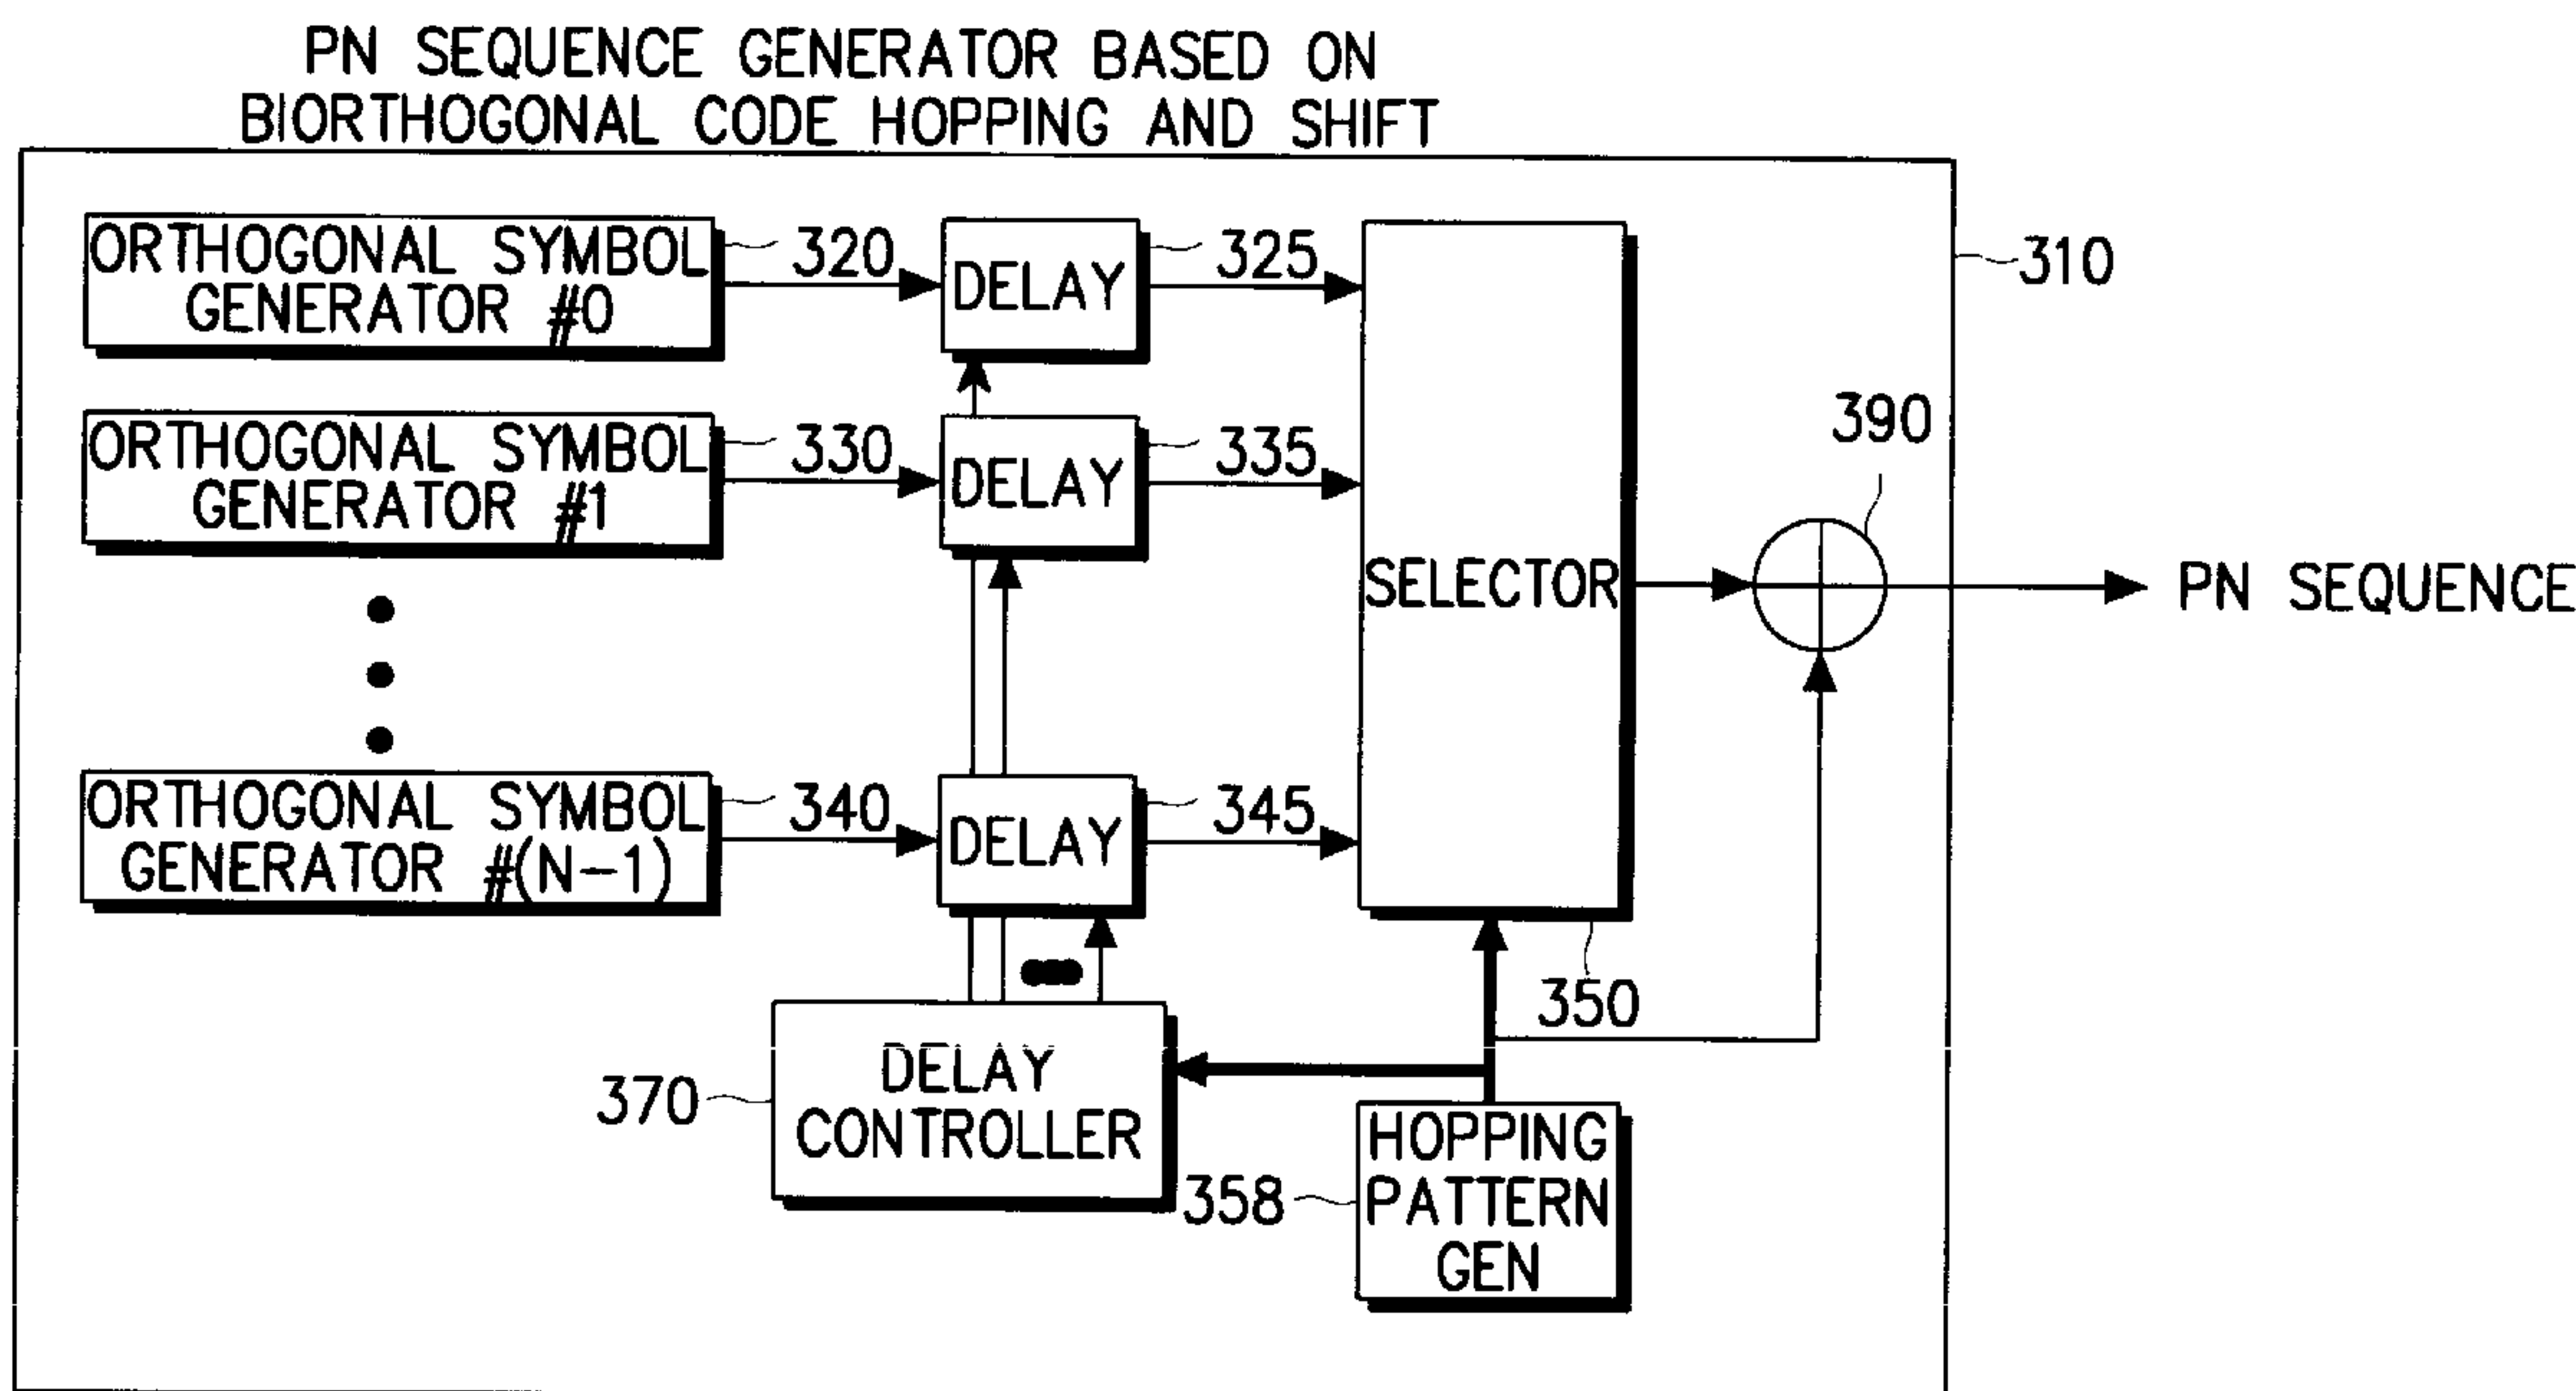 PN SEQUENCE GENERATOR BASED ON
BIORTHOGONAL CODE HOPPING AND SHIFT
310
ORTHOGONAL SYMBOL
GENERATOR #0
320
DELAY
325
ORTHOGONAL SYMBOL
GENERATOR #1
330
DELAY
335
390
SELECTOR
PN SEQUENCE
ORTHOGONAL SYMBOL
GENERATOR #(N-1)
340
DELAY
345
350
DELAY
CONTROLLER
370
HOPPING
PATTERN
GEN
358